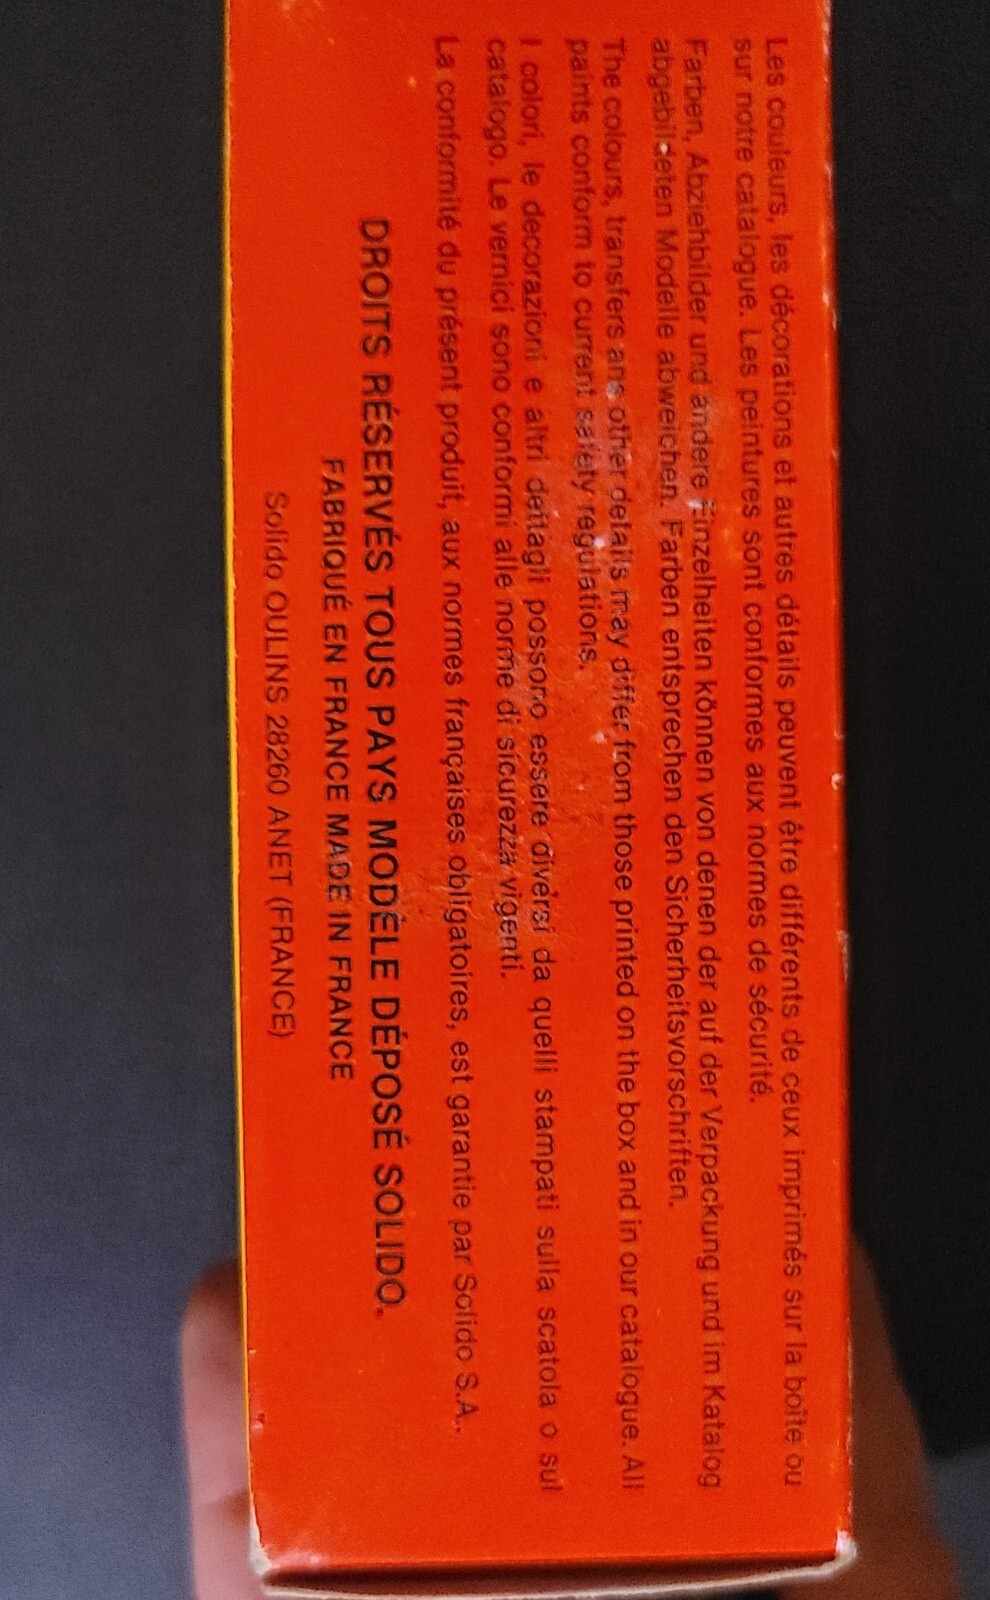 Les couleurs, les décorations et autres détails peuvent être différents de ceux imprimés sur la boîte ou
sur notre catalogue. Les peintures sont conformes aux normes de sécurité.
Farben, Abziehbilder und andere Einzelheiten können von denen der auf der Verpackung und im Katalog
abgebildeten Modelle abweichen. Farben entsprechen den Sicherheitsvorschriften.
The colours, transfers ans other details may differ from those printed on the box and in our catalogue. All
paints conform to current safety regulations.
I colori, le decorazioni e altri dettagli possono essere diversi da quelli stampati sulla scatola o sul
catalogo. Le vernici sono conformi alle norme di sicurezza vigenti.
La conformité du présent produit, aux normes françaises obligatoires, est garantie par Solido S.A..
DROITS RÉSERVÉS TOUS PAYS MODÈLE DÉPOSÉ SOLIDO.
FABRIQUÉ EN FRANCE MADE IN FRANCE
Solido OULINS 28260 ANET (FRANCE)